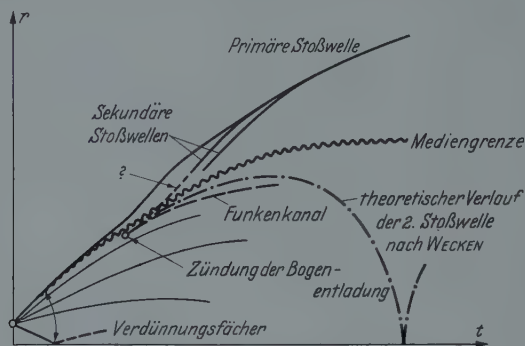 r
Primäre Stoßwelle
Sekundäre
Stoßwellen
?
Mediengrenze
theoretischer Verlauf
der 2. Stoßwelle
nach WECKEN
Funkenkanal
Zündung der Bogen-
entladung
Verdünnungsfächer
t